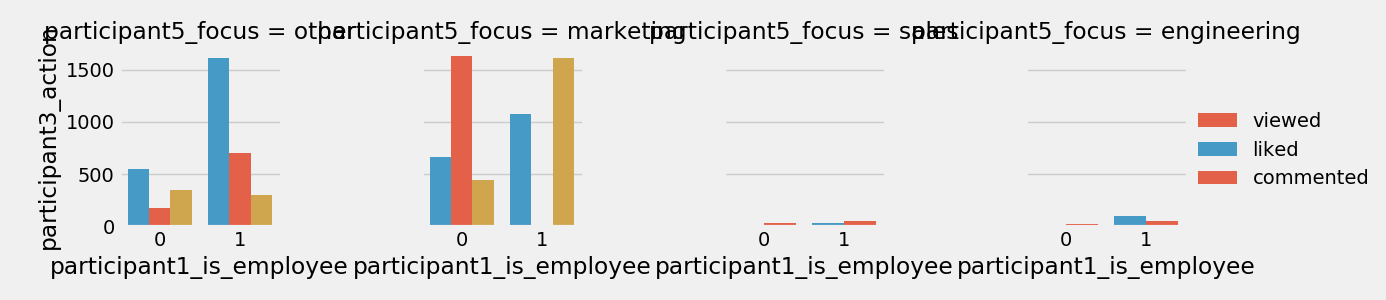 participant5_focus = other
participant5_focus = marketing
participant5_focus = sales
participant5_focus = engineering
participant3_action
1500
1000
500
0
0 1
0 1
0 1
0 1
participant1_is_employee
participant1_is_employee
participant1_is_employee
participant1_is_employee
viewed
liked
commented